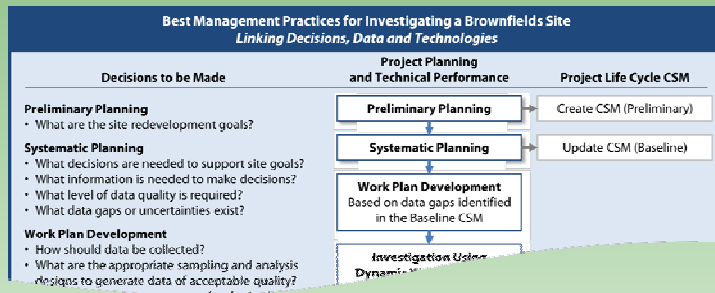 Best Management Practices for Investigating a Brownfields Site
Linking Decisions, Data and Technologies
Decisions to be Made
Project Planning
and Technical Performance
Project Life Cycle CSM
Preliminary Planning
• What are the site redevelopment goals?
Systematic Planning
• What decisions are needed to support site goals?
• What information is needed to make decisions?
• What level of data quality is required?
• What data gaps or uncertainties exist?
Work Plan Development
• How should data be collected?
• What are the appropriate sampling and analysis
designs to generate data of acceptable quality?
Preliminary Planning
Systematic Planning
Work Plan Development
Based on data gaps identified
in the Baseline CSM
Investigation Using
Create CSM (Preliminary)
Update CSM (Baseline)